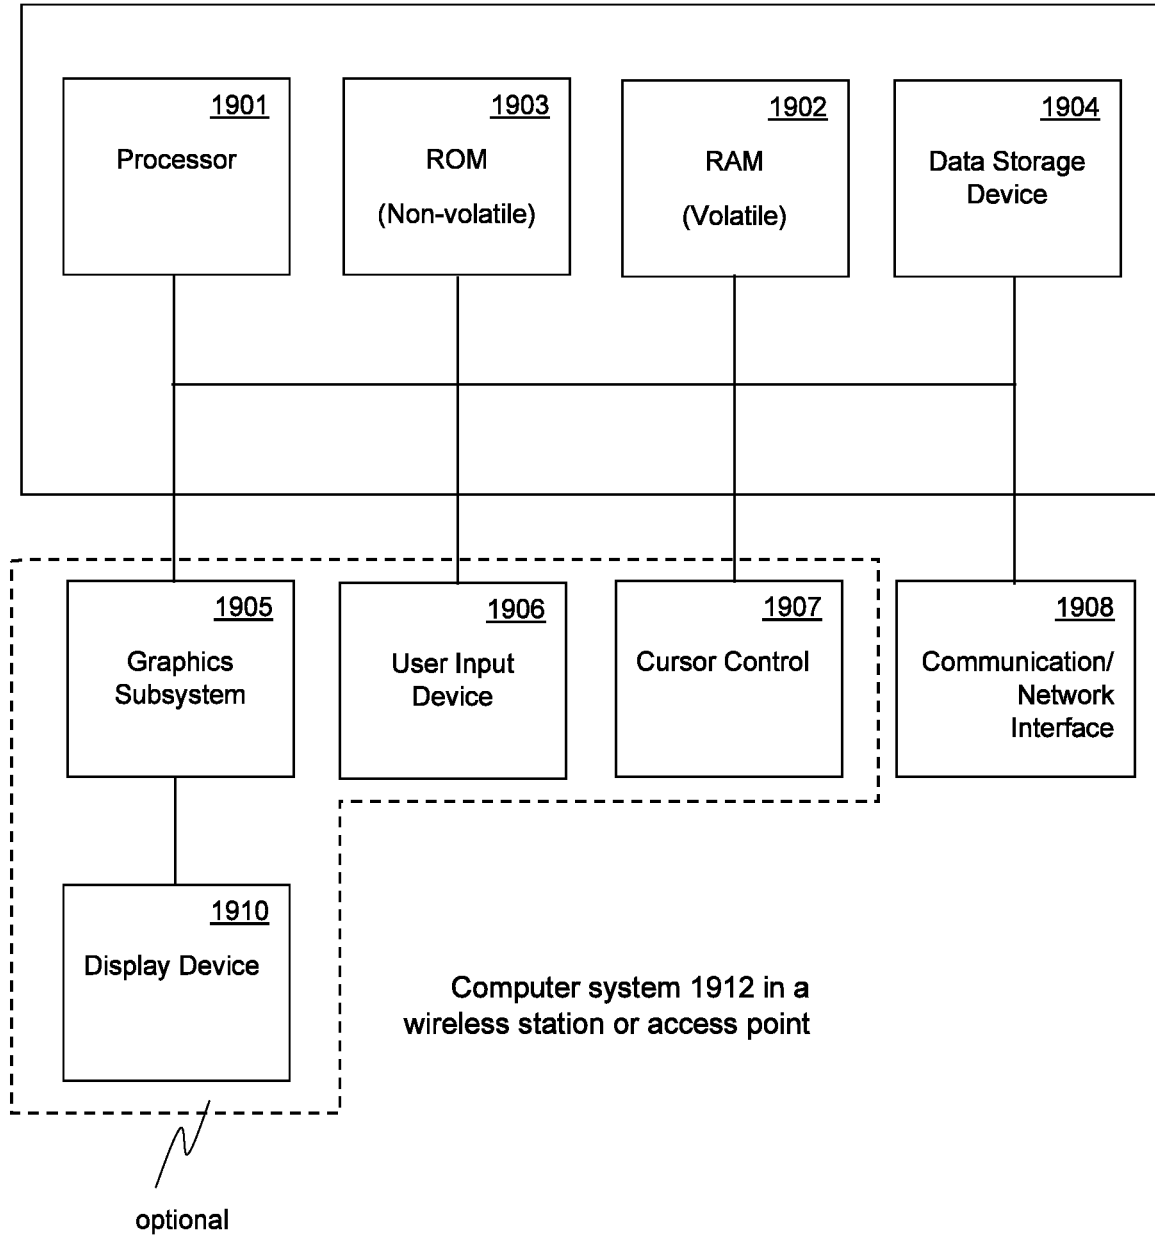 1901
Processor
1903
ROM
(Non-volatile)
1902
RAM
(Volatile)
1904
Data Storage
Device
1905
Graphics
Subsystem
1906
User Input
Device
1907
Cursor Control
1908
Communication/
Network
Interface
1910
Display Device
Computer system 1912 in a
wireless station or access point
optional